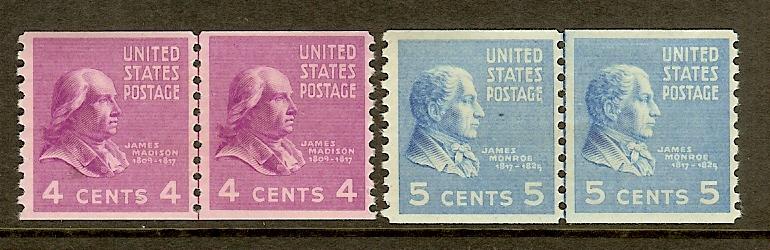 UNITED
STATES
POSTAGE
JAMES
MADISON
1809-1817
4 CENTS 4
UNITED
STATES
POSTAGE
JAMES
MADISON
1809-1817
4 CENTS 4
UNITED
STATES
POSTAGE
JAMES
MONROE
1817-1825
5 CENTS 5
UNITED
STATES
POSTAGE
JAMES
MONROE
1817-1825
5 CENTS 5